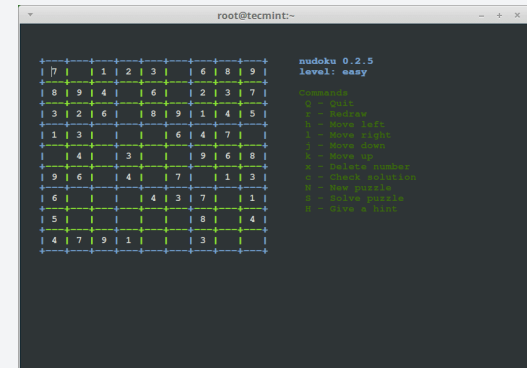 root@tecmint:~
nudoku 0.2.5
level: easy
7 1 2 3 6 8 9
8 9 4 6 2 3 7
3 2 6 8 9 1 4 5
1 3 6 4 7
4 3 9 6 8
9 6 4 7 1 3
6 4 3 7 1
5 8 4
4 7 9 1 3
Commands
Q - Quit
r - Redraw
h - Move left
l - Move right
j - Move down
k - Move up
x - Delete number
c - Check solution
N - New puzzle
S - Solve puzzle
H - Give a hint